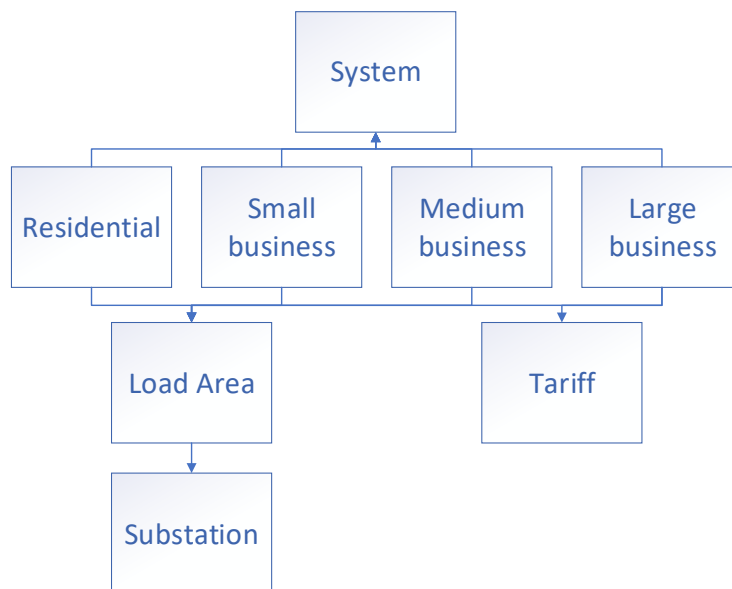 System
Residential
Small
business
Medium
business
Large
business
Load Area
Tariff
Substation